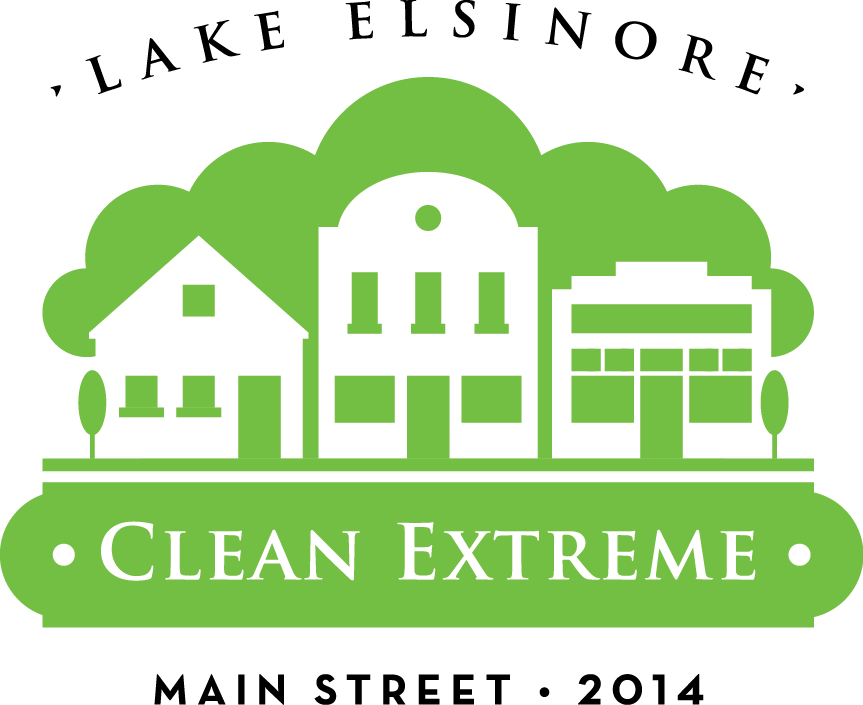 LAKE ELSINORE
• CLEAN EXTREME •
MAIN STREET • 2014